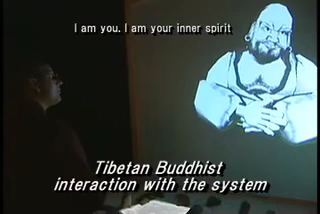 I am you. I am your inner spirit
Tibetan Buddhist
interaction with the system